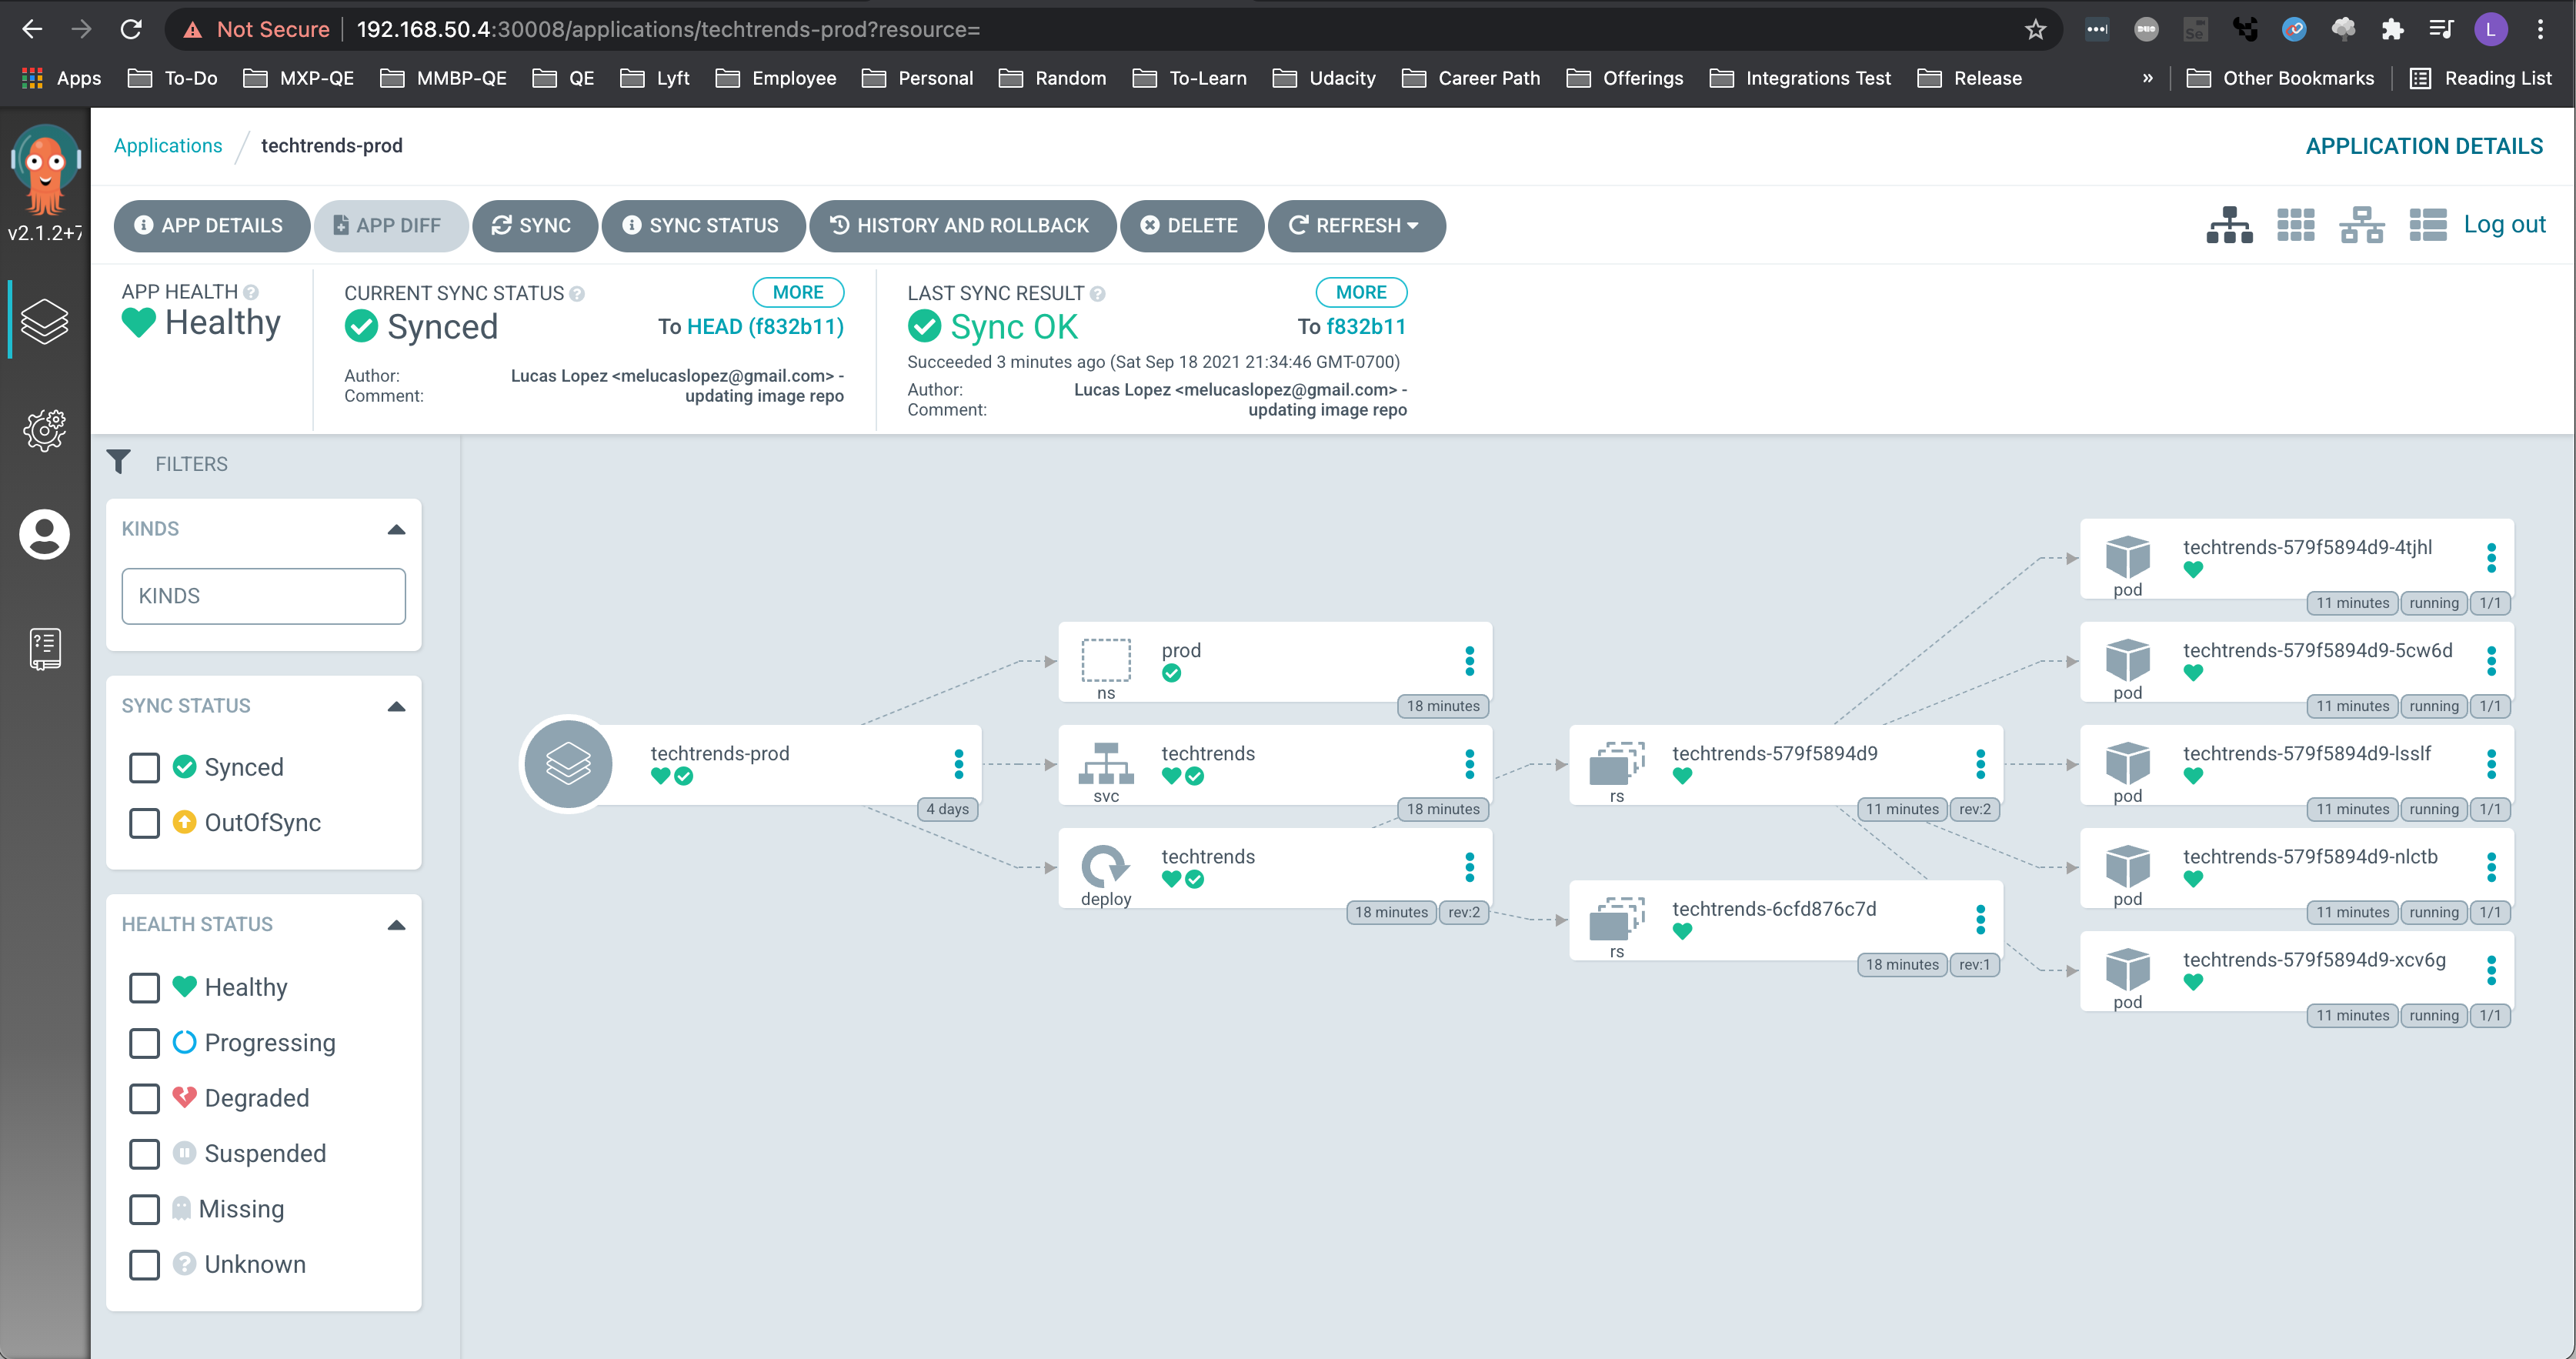 Not Secure 192.168.50.4:30008/applications/techtrends-prod?resource= L
Apps To-Do MXP-QE MMBP-QE QE Lyft Employee Personal Random To-Learn Udacity Career Path Offerings Integrations Test Release » Other Bookmarks Reading List
Applications / techtrends-prod APPLICATION DETAILS
v2.1.2+7
APP DETAILS APP DIFF SYNC SYNC STATUS HISTORY AND ROLLBACK DELETE REFRESH Log out
APP HEALTH
Healthy
CURRENT SYNC STATUS MORE
Synced To HEAD (f832b11)
Author: Lucas Lopez <melucaslopez@gmail.com> -
Comment: updating image repo
LAST SYNC RESULT MORE
Sync OK To f832b11
Succeeded 3 minutes ago (Sat Sep 18 2021 21:34:46 GMT-0700)
Author: Lucas Lopez <melucaslopez@gmail.com> -
Comment: updating image repo
FILTERS
KINDS
KINDS
SYNC STATUS
Synced
OutOfSync
HEALTH STATUS
Healthy
Progressing
Degraded
Suspended
Missing
Unknown
techtrends-prod
4 days
prod
ns
18 minutes
techtrends
svc
18 minutes
techtrends
deploy
18 minutes rev:2
techtrends-579f5894d9
rs
11 minutes rev:2
techtrends-6cfd876c7d
rs
18 minutes rev:1
techtrends-579f5894d9-4tjhl
pod
11 minutes running 1/1
techtrends-579f5894d9-5cw6d
pod
11 minutes running 1/1
techtrends-579f5894d9-lsslf
pod
11 minutes running 1/1
techtrends-579f5894d9-nlctb
pod
11 minutes running 1/1
techtrends-579f5894d9-xcv6g
pod
11 minutes running 1/1